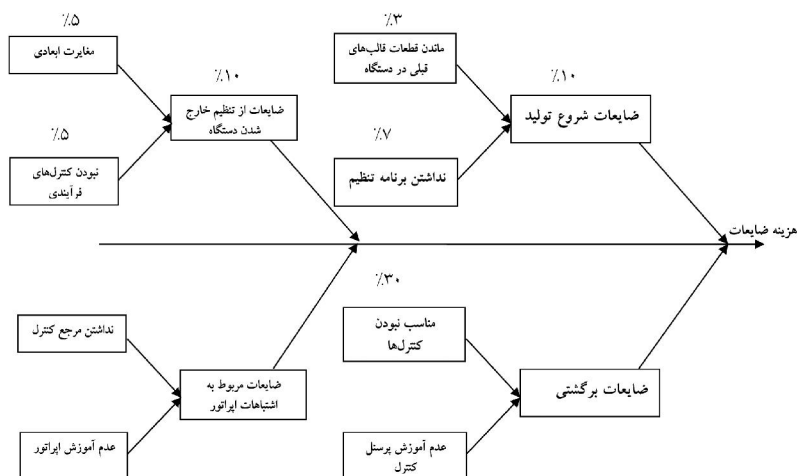 ٪۳
٪۵
ماندن قطعات قالب‌های
قبلی در دستگاه
مغایرت ابعادی
٪۱۰
٪۱۰
ضایعات شروع تولید
ضایعات از تنظیم خارج
شدن دستگاه
٪۷
٪۵
نداشتن برنامه تنظیم
نبودن کنترل‌های
فرآیندی
هزینه ضایعات
٪۳۰
مناسب نبودن
کنترل‌ها
نداشتن مرجع کنترل
ضایعات برگشتی
ضایعات مربوط به
اشتباهات اپراتور
عدم آموزش پرسنل
کنترل
عدم آموزش اپراتور